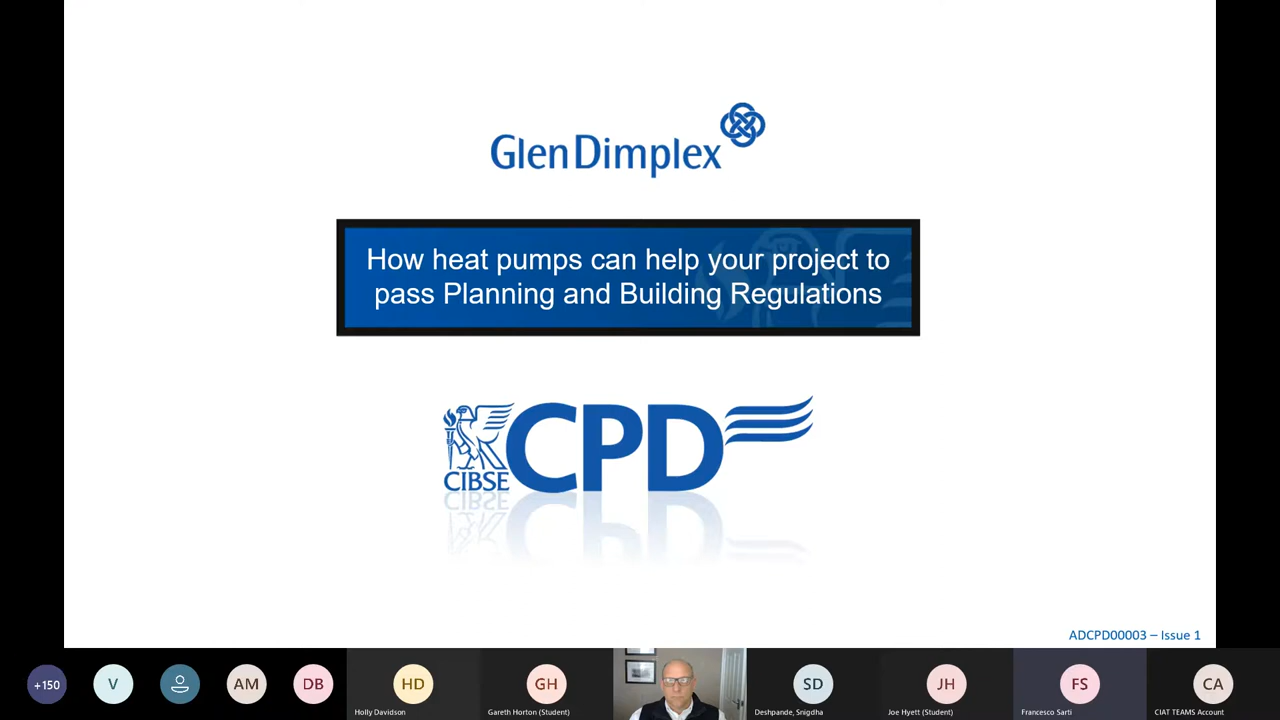 GlenDimplex
How heat pumps can help your project to
pass Planning and Building Regulations
CIBSE
CPD
ADCPD00003 – Issue 1
+150
V
AM
DB
HD
GH
SD
JH
FS
CA
Holly Davidson
Gareth Horton (Student)
Deshpande, Snigdha
Joe Hyett (Student)
Francesco Sarti
CIAT TEAMS Account